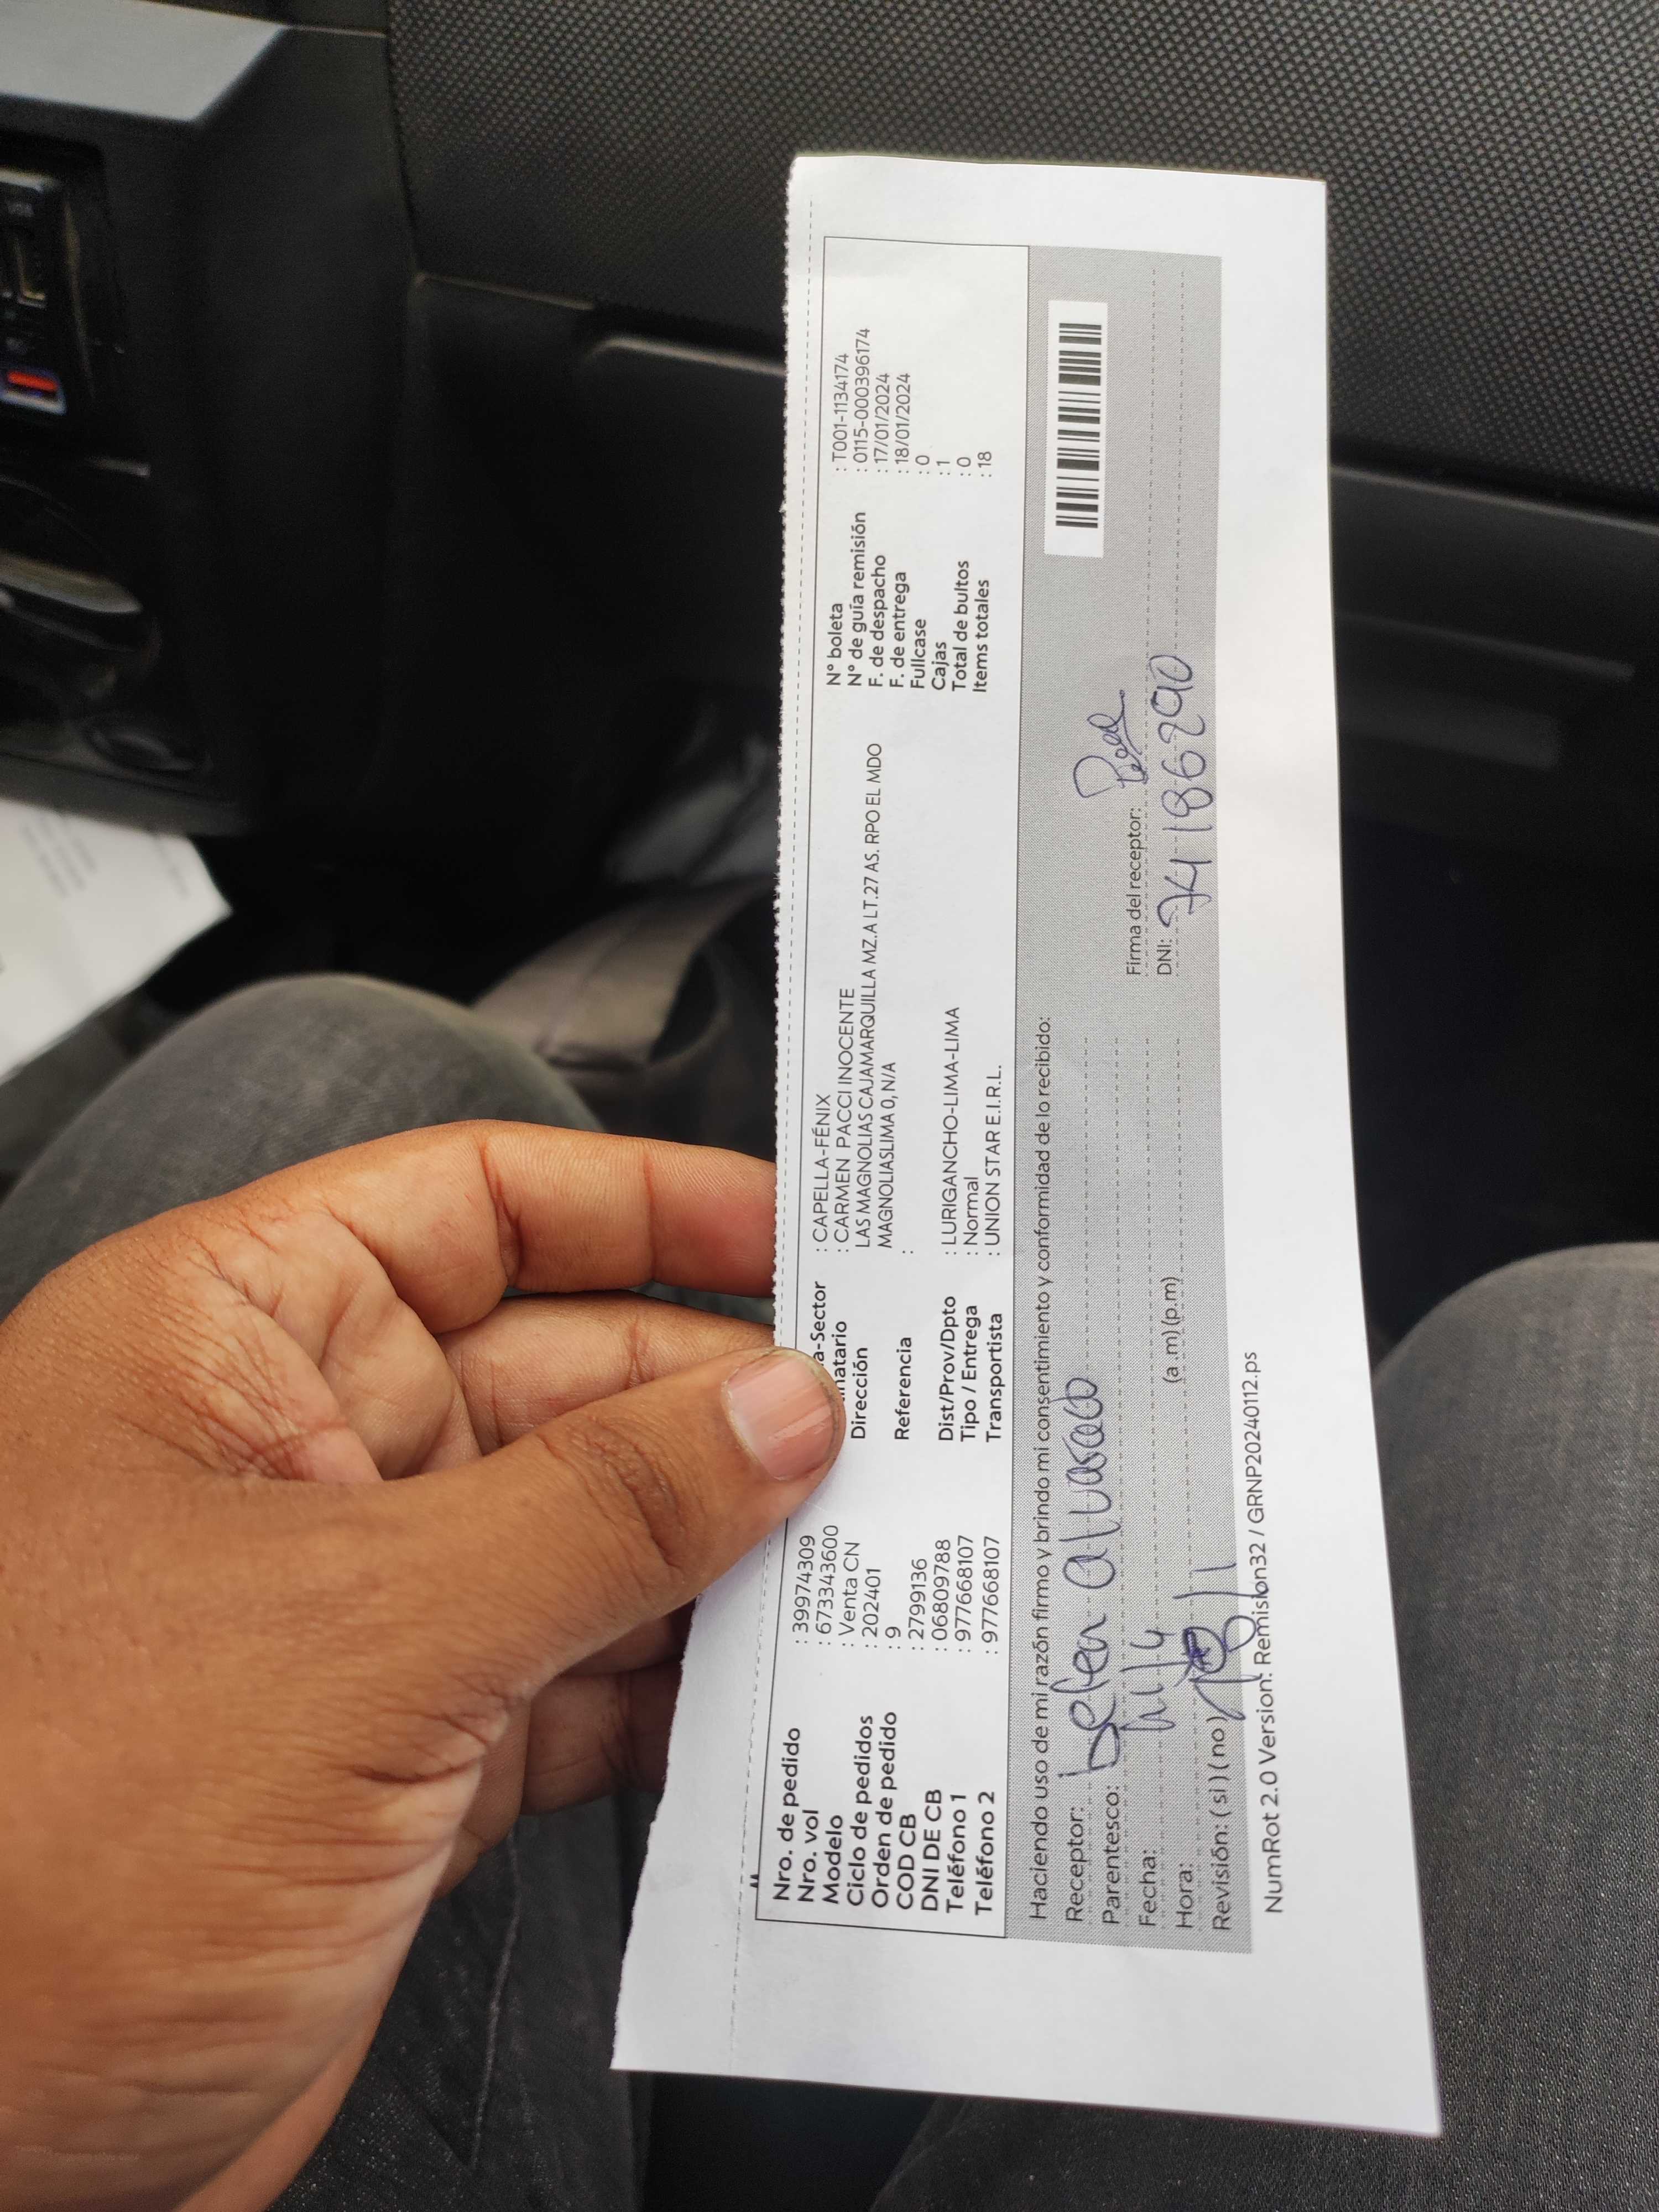 Nro. de pedido : 39974309
Nro. vol : 673343600
Modelo : Venta CN
Ciclo de pedidos : 202401
Orden de pedido : 9
COD CB : 2799136
DNI DE CB : 06809788
Teléfono 1 : 977668107
Teléfono 2 : 977668107
a-Sector : CAPELLA-FÉNIX
natario : CARMEN PACCI INOCENTE
Dirección LAS MAGNOLIAS CAJAMARQUILLA MZ.A LT.27 AS. RPO EL MDO
MAGNOLIASLIMA 0, N/A
Referencia :
Dist/Prov/Dpto : LURIGANCHO-LIMA-LIMA
Tipo / Entrega : Normal
Transportista : UNION STAR E.I.R.L.
N° boleta : T001-1134174
N° de guía remisión : 0115-000396174
F. de despacho : 17/01/2024
F. de entrega : 18/01/2024
Fullcase : 0
Cajas : 1
Total de bultos : 0
Items totales : 18
Haciendo uso de mi razón firmo y brindo mi consentimiento y conformidad de lo recibido:
Receptor:
Parentesco:
Fecha:
Hora: (a m) (p.m)
Revisión: ( si ) ( no )
Firma del receptor:
DNI: 74186290
NumRot 2.0 Version: Remision32 / GRNP20240112.ps
USB